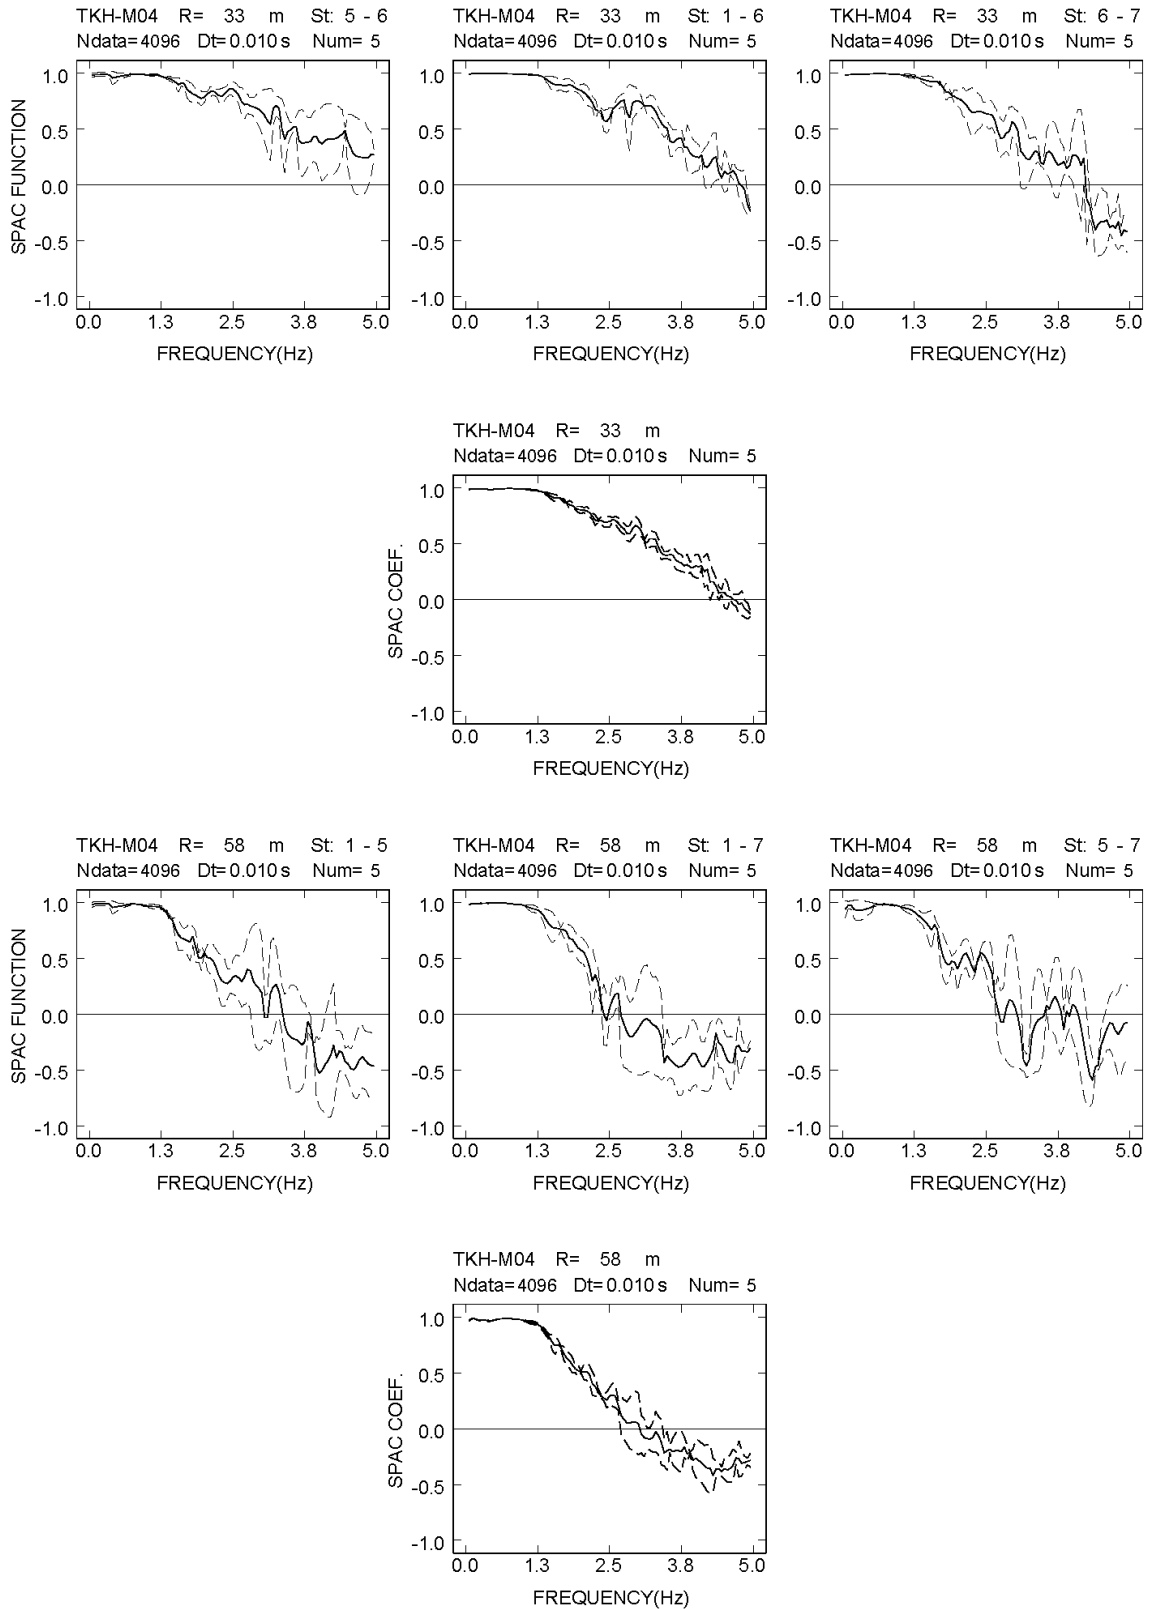 TKH-M04 R= 33 m St: 5 - 6
Ndata=4096 Dt=0.010 s Num= 5
1.0
0.5
0.0
-0.5
-1.0
SPAC FUNCTION
0.0 1.3 2.5 3.8 5.0
FREQUENCY(Hz)
TKH-M04 R= 33 m St: 1 - 6
Ndata=4096 Dt=0.010 s Num= 5
1.0
0.5
0.0
-0.5
-1.0
0.0 1.3 2.5 3.8 5.0
FREQUENCY(Hz)
TKH-M04 R= 33 m St: 6 - 7
Ndata=4096 Dt=0.010 s Num= 5
1.0
0.5
0.0
-0.5
-1.0
0.0 1.3 2.5 3.8 5.0
FREQUENCY(Hz)
TKH-M04 R= 33 m
Ndata=4096 Dt=0.010 s Num= 5
1.0
0.5
0.0
-0.5
-1.0
SPAC COEF.
0.0 1.3 2.5 3.8 5.0
FREQUENCY(Hz)
TKH-M04 R= 58 m St: 1 - 5
Ndata=4096 Dt=0.010 s Num= 5
1.0
0.5
0.0
-0.5
-1.0
SPAC FUNCTION
0.0 1.3 2.5 3.8 5.0
FREQUENCY(Hz)
TKH-M04 R= 58 m St: 1 - 7
Ndata=4096 Dt=0.010 s Num= 5
1.0
0.5
0.0
-0.5
-1.0
0.0 1.3 2.5 3.8 5.0
FREQUENCY(Hz)
TKH-M04 R= 58 m St: 5 - 7
Ndata=4096 Dt=0.010 s Num= 5
1.0
0.5
0.0
-0.5
-1.0
0.0 1.3 2.5 3.8 5.0
FREQUENCY(Hz)
TKH-M04 R= 58 m
Ndata=4096 Dt=0.010 s Num= 5
1.0
0.5
0.0
-0.5
-1.0
SPAC COEF.
0.0 1.3 2.5 3.8 5.0
FREQUENCY(Hz)